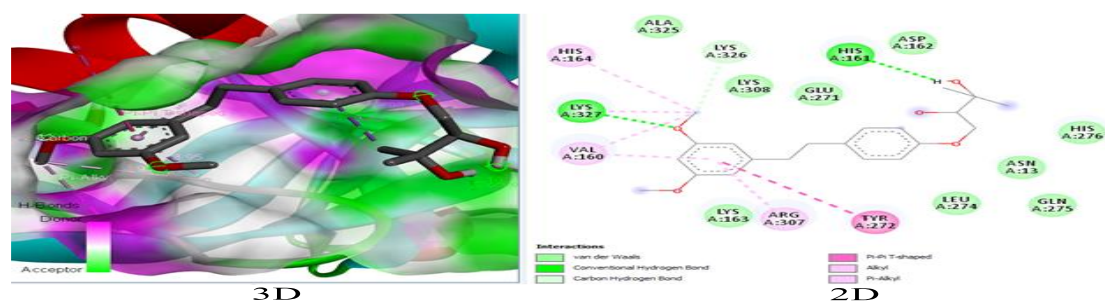 Carbon
H-Bonds
Donor
Acceptor
3D
ALA
A:325
HIS
A:164
LYS
A:326
LYS
A:308
GLU
A:271
HIS
A:161
ASP
A:162
H
LYS
A:327
VAL
A:160
LYS
A:163
ARG
A:307
TYR
A:272
LEU
A:274
ASN
A:13
HIS
A:276
GLN
A:275
Interactions
van der Waals
Conventional Hydrogen Bond
Carbon Hydrogen Bond
Pi-Pi T-shaped
Alkyl
Pi-Alkyl
2D